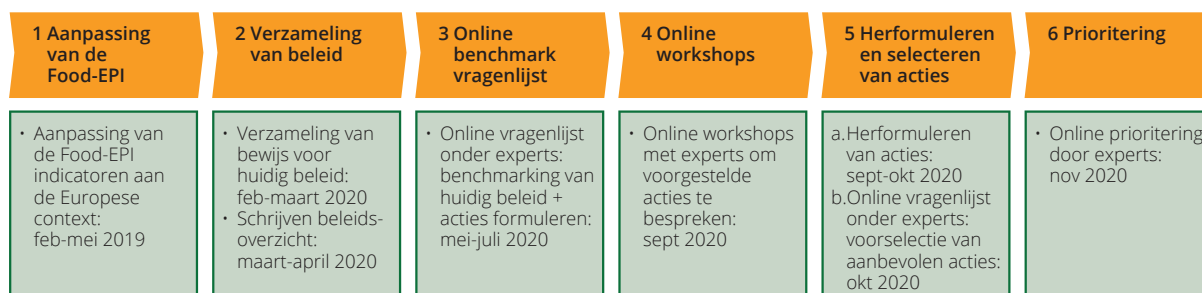 1 Aanpassing
van de
Food-EPI
2 Verzameling
van beleid
3 Online
benchmark
vragenlijst
4 Online
workshops
5 Herformuleren
en selecteren
van acties
6 Prioritering
• Aanpassing van
de Food-EPI
indicatoren aan
de Europese
context:
feb-mei 2019
• Verzameling van
bewijs voor
huidig beleid:
feb-maart 2020
• Schrijven beleids-
overzicht:
maart-april 2020
• Online vragenlijst
onder experts:
benchmarking van
huidig beleid +
acties formuleren:
mei-juli 2020
• Online workshops
met experts om
voorgestelde
acties te
bespreken:
sept 2020
a.Herformuleren
van acties:
sept-okt 2020
b.Online vragenlijst
onder experts:
voorselectie van
aanbevolen acties:
okt 2020
• Online prioritering
door experts:
nov 2020